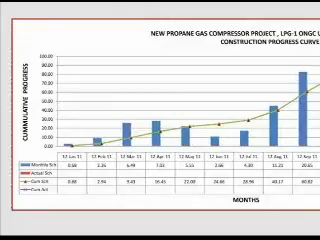 NEW PROPANE GAS COMPRESSOR PROJECT , LPG-1 ONGC U
CONSTRUCTION PROGRESS CURVE
CUMMULATIVE PROGRESS
100.00
90.00
80.00
70.00
60.00
50.00
40.00
30.00
20.00
10.00
0.00
12 Jan 11 12 Feb 11 12 Mar 11 12 Apr 11 12 May 11 12 Jun 11 12 Jul 11 12 Aug 11 12 Sep 11
Monthly Sch 0.68 2.26 6.49 7.02 5.55 2.66 4.30 11.21 20.65
Actual Sch
Cum Sch 0.68 2.94 9.43 16.45 22.00 24.66 28.96 40.17 60.82
Cum Act
MONTHS